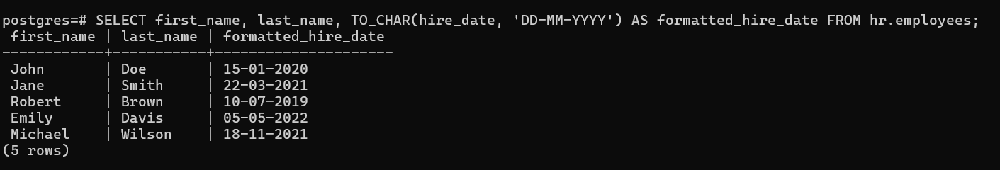 postgres=# SELECT first_name, last_name, TO_CHAR(hire_date, 'DD-MM-YYYY') AS formatted_hire_date FROM hr.employees;
 first_name | last_name | formatted_hire_date
------------+-----------+---------------------
 John       | Doe       | 15-01-2020
 Jane       | Smith     | 22-03-2021
 Robert     | Brown     | 10-07-2019
 Emily      | Davis     | 05-05-2022
 Michael    | Wilson    | 18-11-2021
(5 rows)